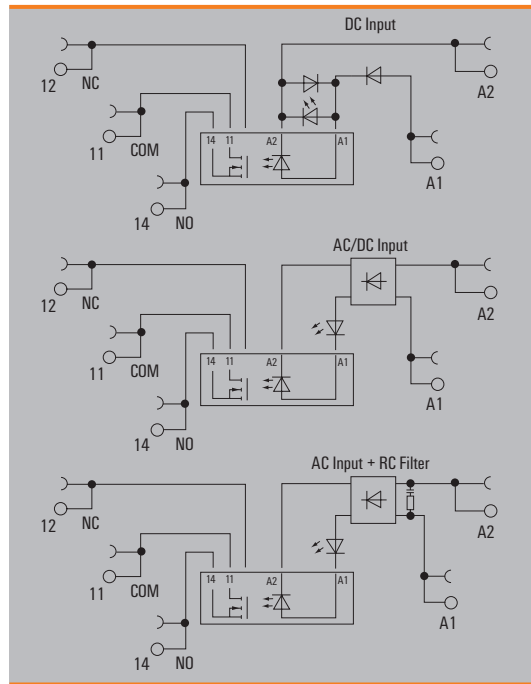 DC Input
12 NC
A2
11 COM
14 11 A2 A1
A1
14 NO
AC/DC Input
12 NC
A2
11 COM
14 11 A2 A1
A1
14 NO
AC Input + RC Filter
12 NC
A2
11 COM
14 11 A2 A1
A1
14 NO